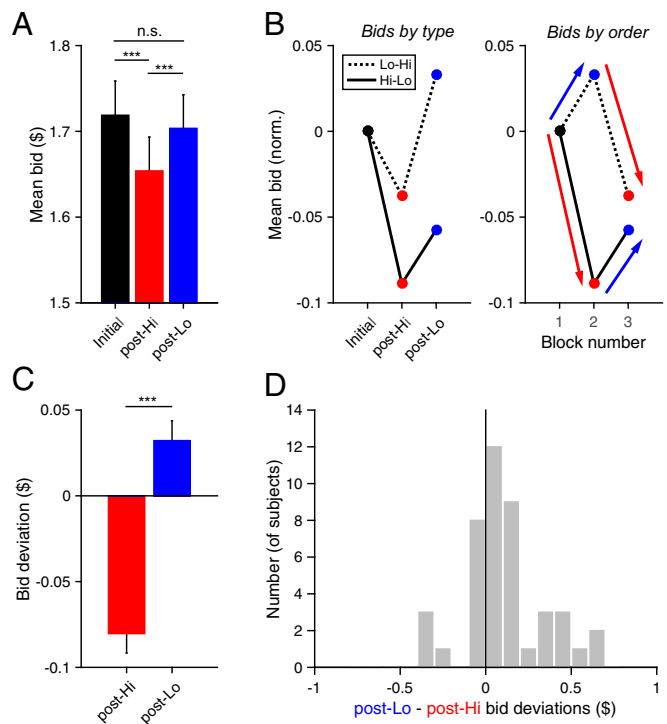 A
n.s.
***
***
1.8
1.7
1.6
1.5
Mean bid ($)
Initial
post-Hi
post-Lo
B
Bids by type
Bids by order
Lo-Hi
Hi-Lo
0.05
0
-0.05
-0.1
Mean bid (norm.)
Initial
post-Hi
post-Lo
0.05
0
-0.05
-0.1
1 2 3
Block number
C
***
0.05
0
-0.05
-0.1
Bid deviation ($)
post-Hi
post-Lo
D
14
12
10
8
6
4
2
0
Number (of subjects)
-1 -0.5 0 0.5 1
post-Lo - post-Hi bid deviations ($)